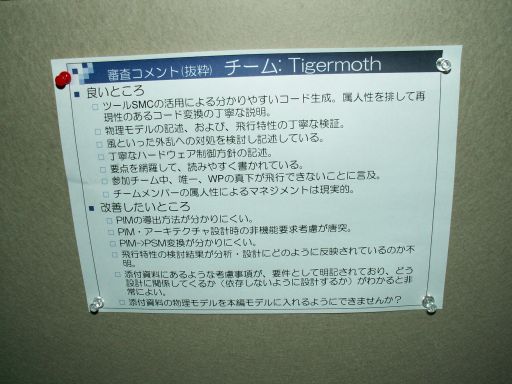 審査コメント(抜粋) チーム: Tigermoth
良いところ
ツールSMCの活用による分かりやすいコード生成。属人性を排して再
現性のあるコード変換の丁寧な説明。
物理モデルの記述、および、飛行特性の丁寧な検証。
風といった外乱への対処を検討し記述している。
丁寧なハードウェア制御方針の記述。
要点を網羅して、読みやすく書かれている。
参加チーム中、唯一、WPの真下が飛行できないことに言及。
チームメンバーの属人性によるマネジメントは現実的。
改善したいところ
PIMの導出方法が分かりにくい。
PIM・アーキテクチャ設計時の非機能要求考慮が唐突。
PIM->PSM変換が分かりにくい。
飛行特性の検討結果が分析・設計にどのように反映されているのか不
明。
添付資料にあるような考慮事項が、要件として明記されており、どう
設計に関係してくるか(依存しないように設計するか)がわかると非
常によい。
添付資料の物理モデルを本編モデルに入れるようにできませんか？